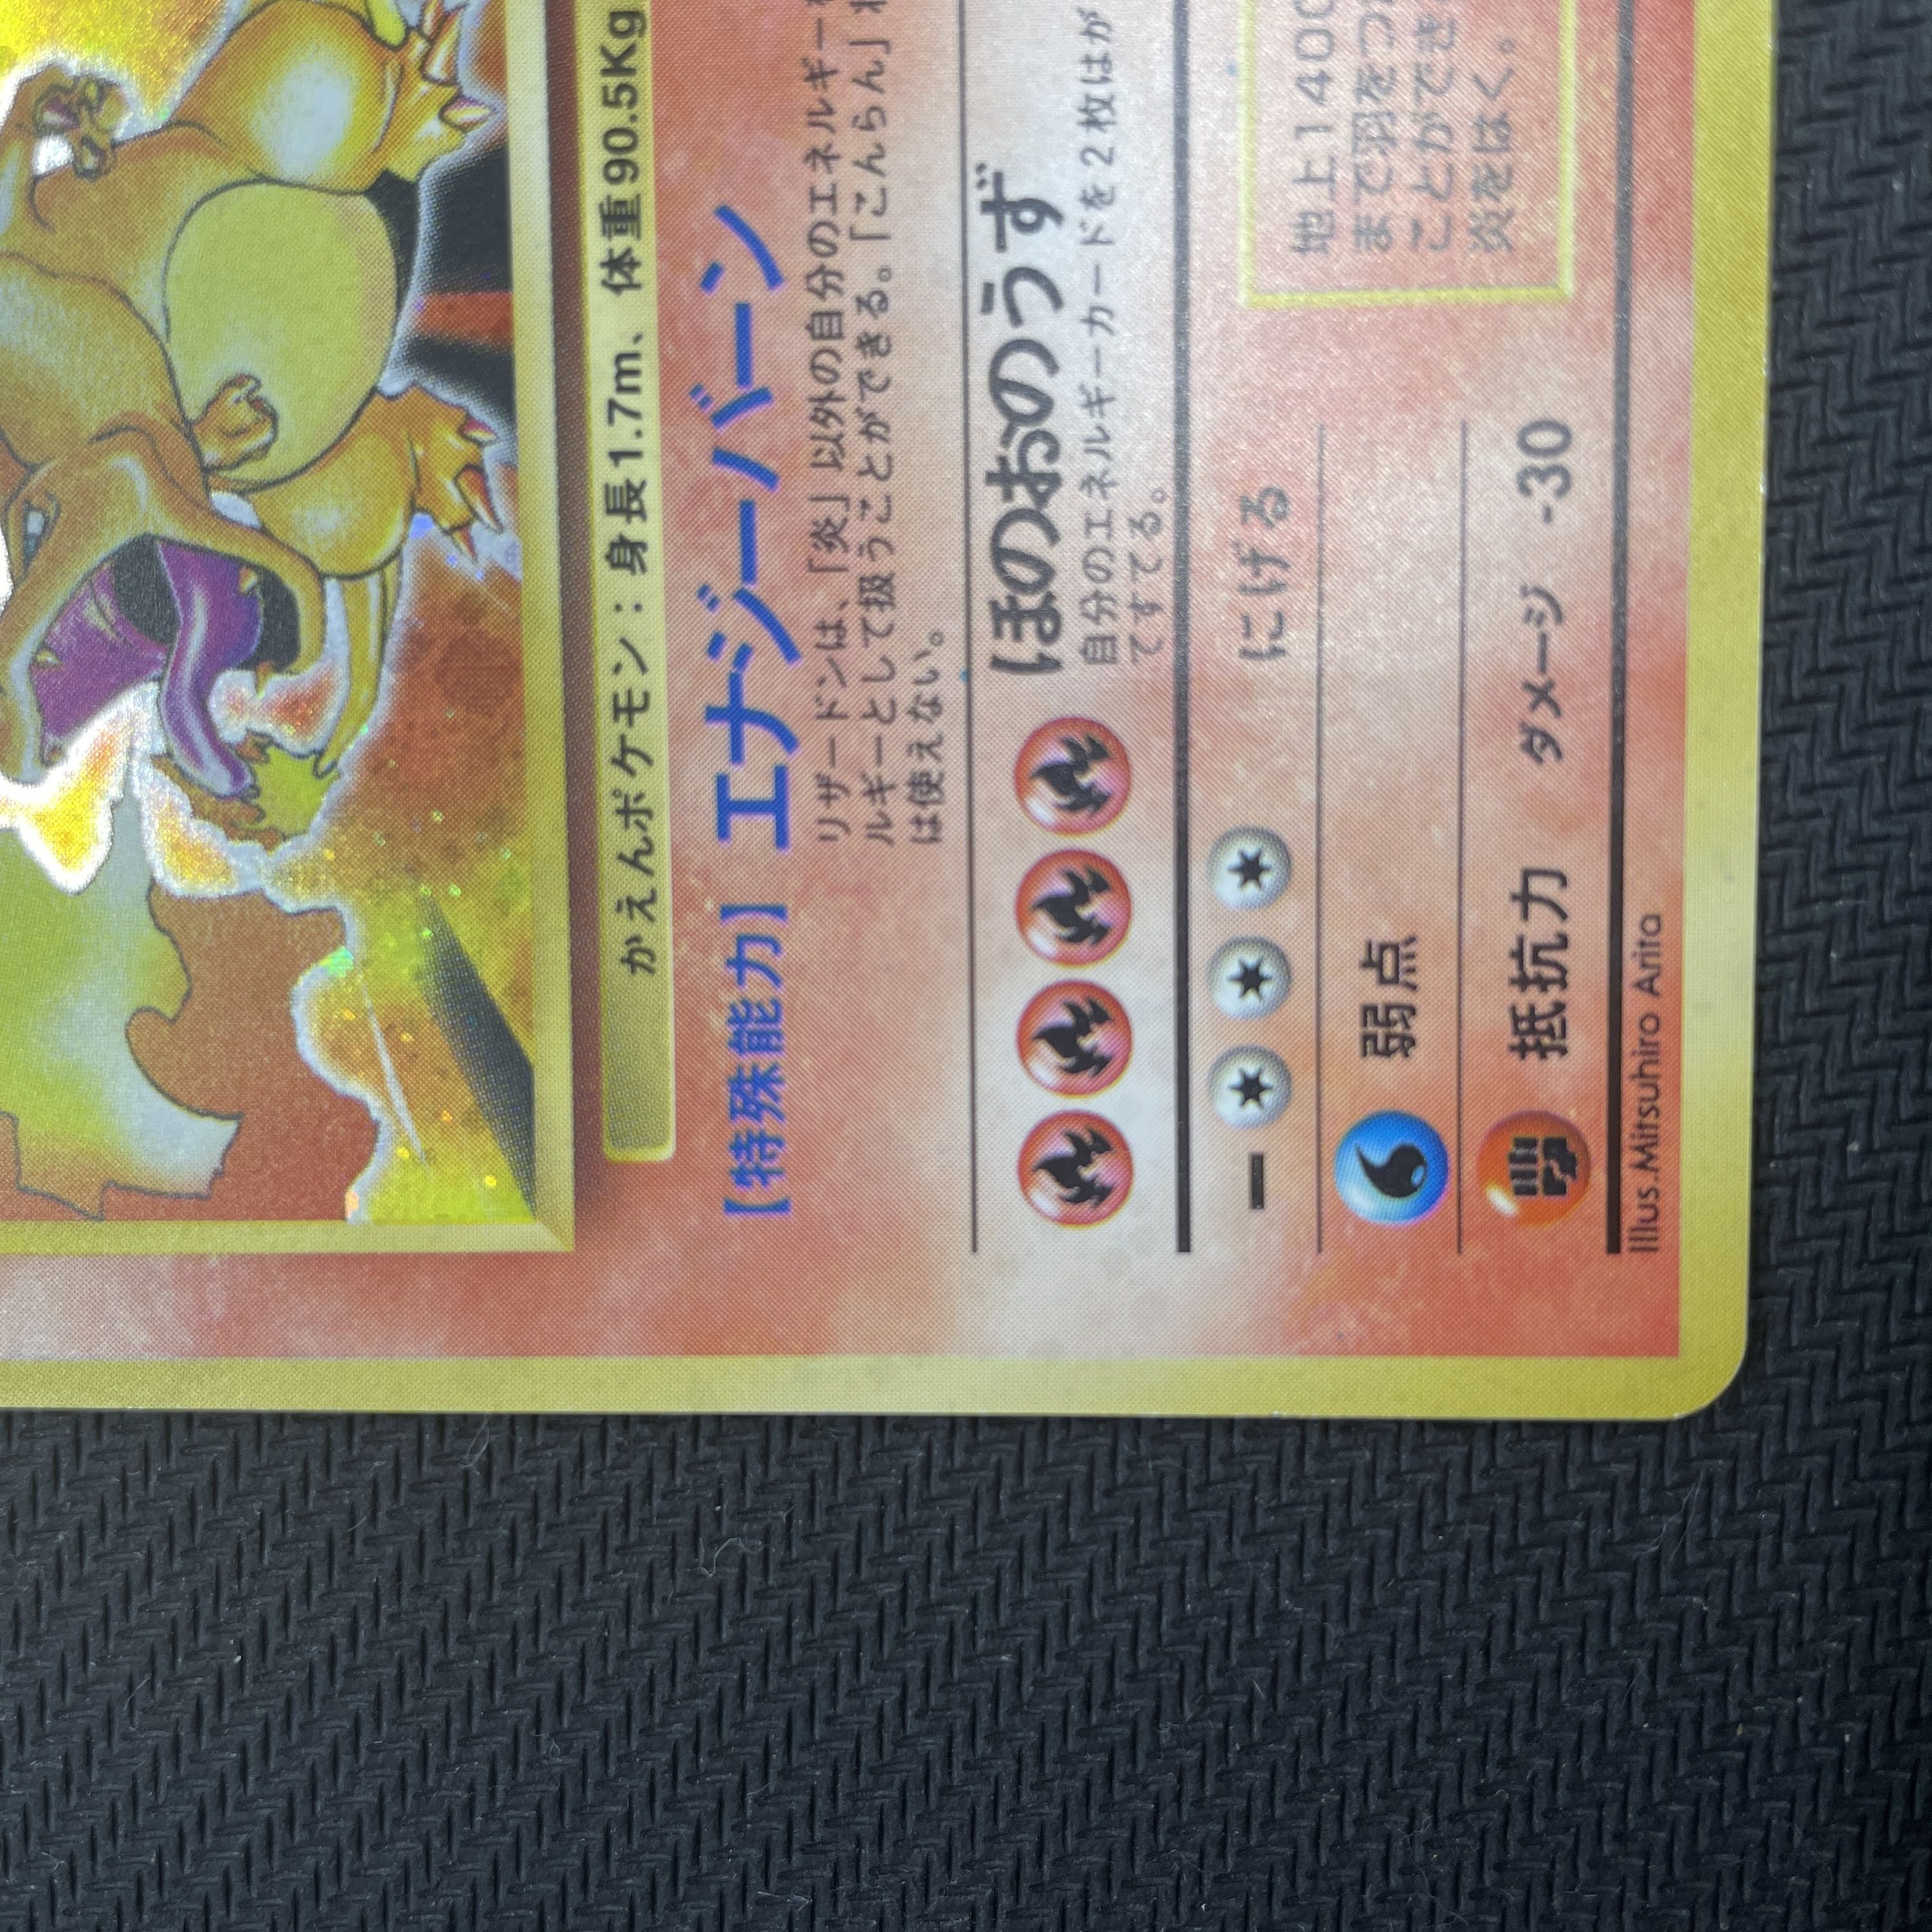 かえんポケモン：身長1.7m、体重90.5Kg
【特殊能力】エナジーバーン
リザードンは、「炎」以外の自分のエネルギー
ルギーとして扱うことができる。「こんらん」
は使えない。
ほのおのうず
自分のエネルギーカードを2枚はが
てすてる。
にげる
弱点
抵抗力 ダメージ -30
地上1400
まで羽をつ
ことができ
炎をはく。
Illus.Mitsuhiro Arita